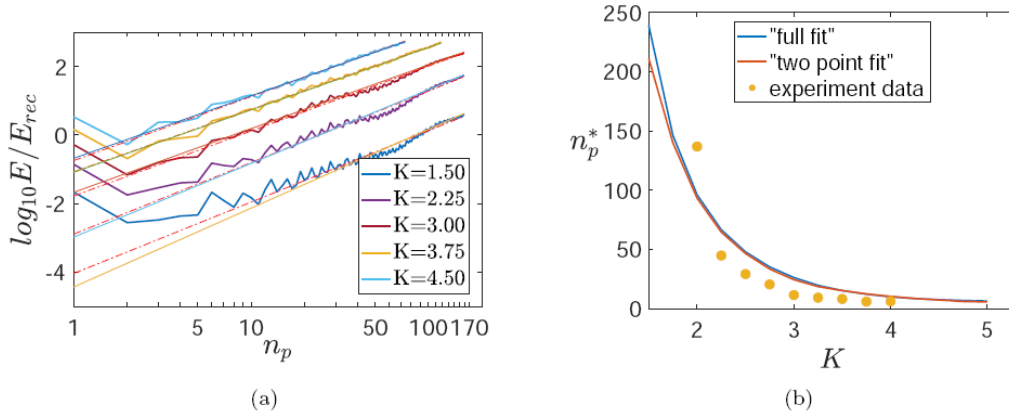 log10E/Erec
2
0
-2
-4
K=1.50
K=2.25
K=3.00
K=3.75
K=4.50
1
5
10
50
100
170
np
(a)
np*
250
200
150
100
50
0
"full fit"
"two point fit"
experiment data
2
3
4
5
K
(b)